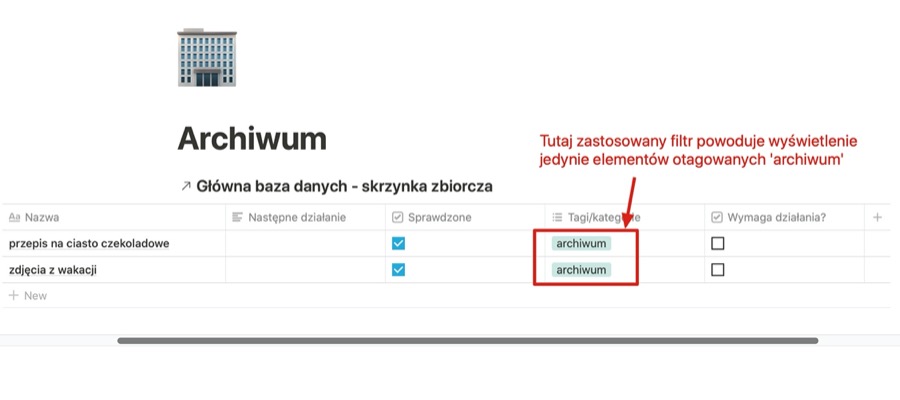 Archiwum
Tutaj zastosowany filtr powoduje wyświetlenie
jedynie elementów otagowanych 'archiwum'
↗ Główna baza danych - skrzynka zbiorcza
Aa Nazwa Następne działanie Sprawdzone Tagi/kategorie Wymaga działania? +
przepis na ciasto czekoladowe archiwum
zdjęcia z wakacji archiwum
+ New